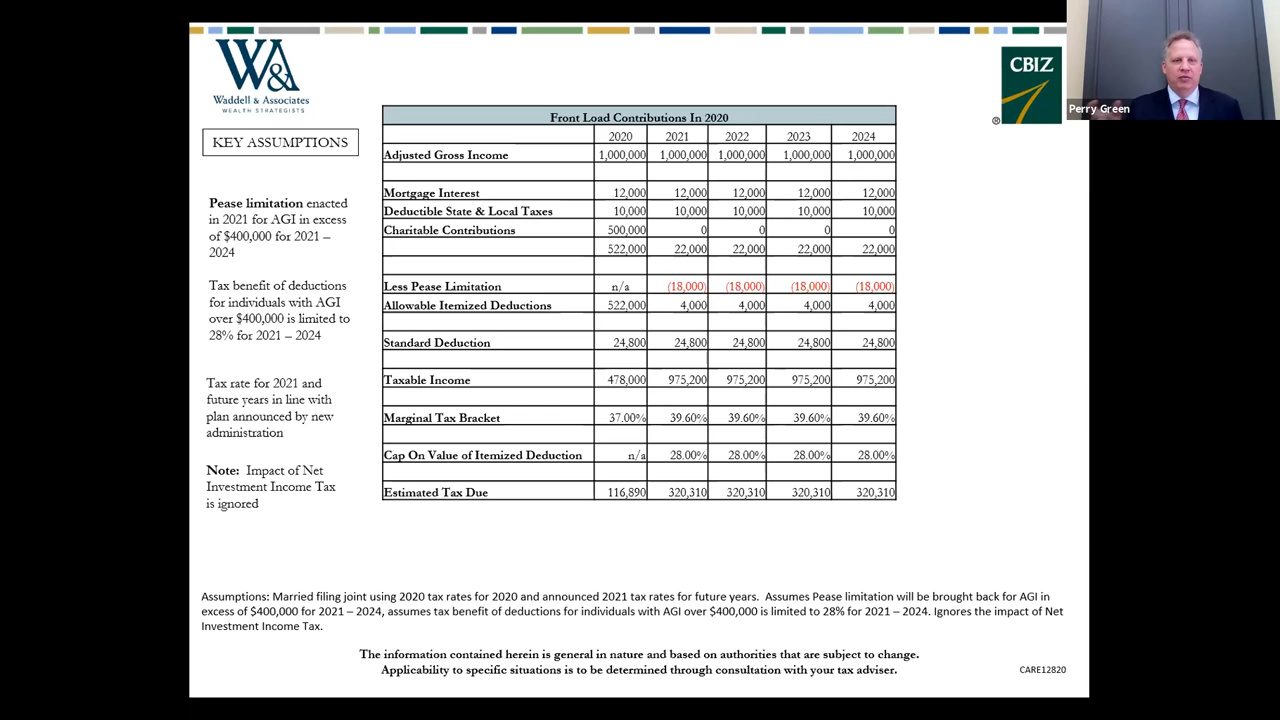 W&A
Waddell & Associates
WEALTH STRATEGISTS
CBIZ
®
Perry Green
KEY ASSUMPTIONS
Pease limitation enacted
in 2021 for AGI in excess
of $400,000 for 2021 –
2024
Tax benefit of deductions
for individuals with AGI
over $400,000 is limited to
28% for 2021 – 2024
Tax rate for 2021 and
future years in line with
plan announced by new
administration
Note: Impact of Net
Investment Income Tax
is ignored
Front Load Contributions In 2020
2020 2021 2022 2023 2024
Adjusted Gross Income 1,000,000 1,000,000 1,000,000 1,000,000 1,000,000
Mortgage Interest 12,000 12,000 12,000 12,000 12,000
Deductible State & Local Taxes 10,000 10,000 10,000 10,000 10,000
Charitable Contributions 500,000 0 0 0 0
522,000 22,000 22,000 22,000 22,000
Less Pease Limitation n/a (18,000) (18,000) (18,000) (18,000)
Allowable Itemized Deductions 522,000 4,000 4,000 4,000 4,000
Standard Deduction 24,800 24,800 24,800 24,800 24,800
Taxable Income 478,000 975,200 975,200 975,200 975,200
Marginal Tax Bracket 37.00% 39.60% 39.60% 39.60% 39.60%
Cap On Value of Itemized Deduction n/a 28.00% 28.00% 28.00% 28.00%
Estimated Tax Due 116,890 320,310 320,310 320,310 320,310
Assumptions: Married filing joint using 2020 tax rates for 2020 and announced 2021 tax rates for future years. Assumes Pease limitation will be brought back for AGI in
excess of $400,000 for 2021 – 2024, assumes tax benefit of deductions for individuals with AGI over $400,000 is limited to 28% for 2021 – 2024. Ignores the impact of Net
Investment Income Tax.
The information contained herein is general in nature and based on authorities that are subject to change.
Applicability to specific situations is to be determined through consultation with your tax adviser.
CARE12820